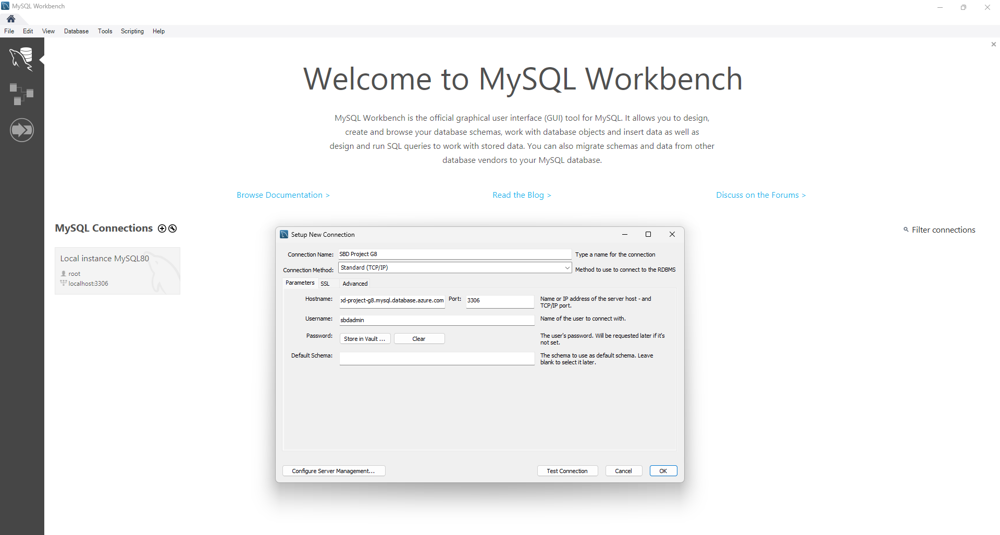 MySQL Workbench
File Edit View Database Tools Scripting Help
Welcome to MySQL Workbench
MySQL Workbench is the official graphical user interface (GUI) tool for MySQL. It allows you to design,
create and browse your database schemas, work with database objects and insert data as well as
design and run SQL queries to work with stored data. You can also migrate schemas and data from other
database vendors to your MySQL database.
Browse Documentation >
Read the Blog >
Discuss on the Forums >
MySQL Connections
Filter connections
Local instance MySQL80
root
localhost:3306
Setup New Connection
Connection Name: SBD Project G8 Type a name for the connection
Connection Method: Standard (TCP/IP) Method to use to connect to the RDBMS
Parameters SSL Advanced
Hostname: d-project-g8.mysql.database.azure.com Port: 3306 Name or IP address of the server host - and
TCP/IP port.
Username: sbdadmin Name of the user to connect with.
Password: Store in Vault ... Clear The user's password. Will be requested later if it's
not set.
Default Schema: The schema to use as default schema. Leave
blank to select it later.
Configure Server Management... Test Connection Cancel OK